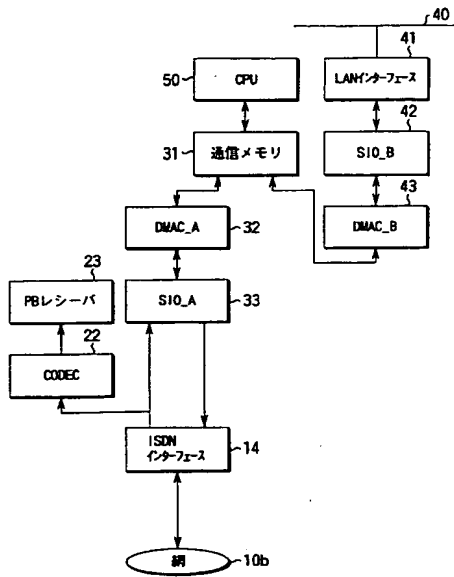 40
41
50
CPU
LANインターフェース
42
31
通信メモリ
SIO_B
43
DMAC_A
32
DMAC_B
23
PBレシーバ
SIO_A
33
22
CODEC
ISDN
インターフェース
14
網
10b